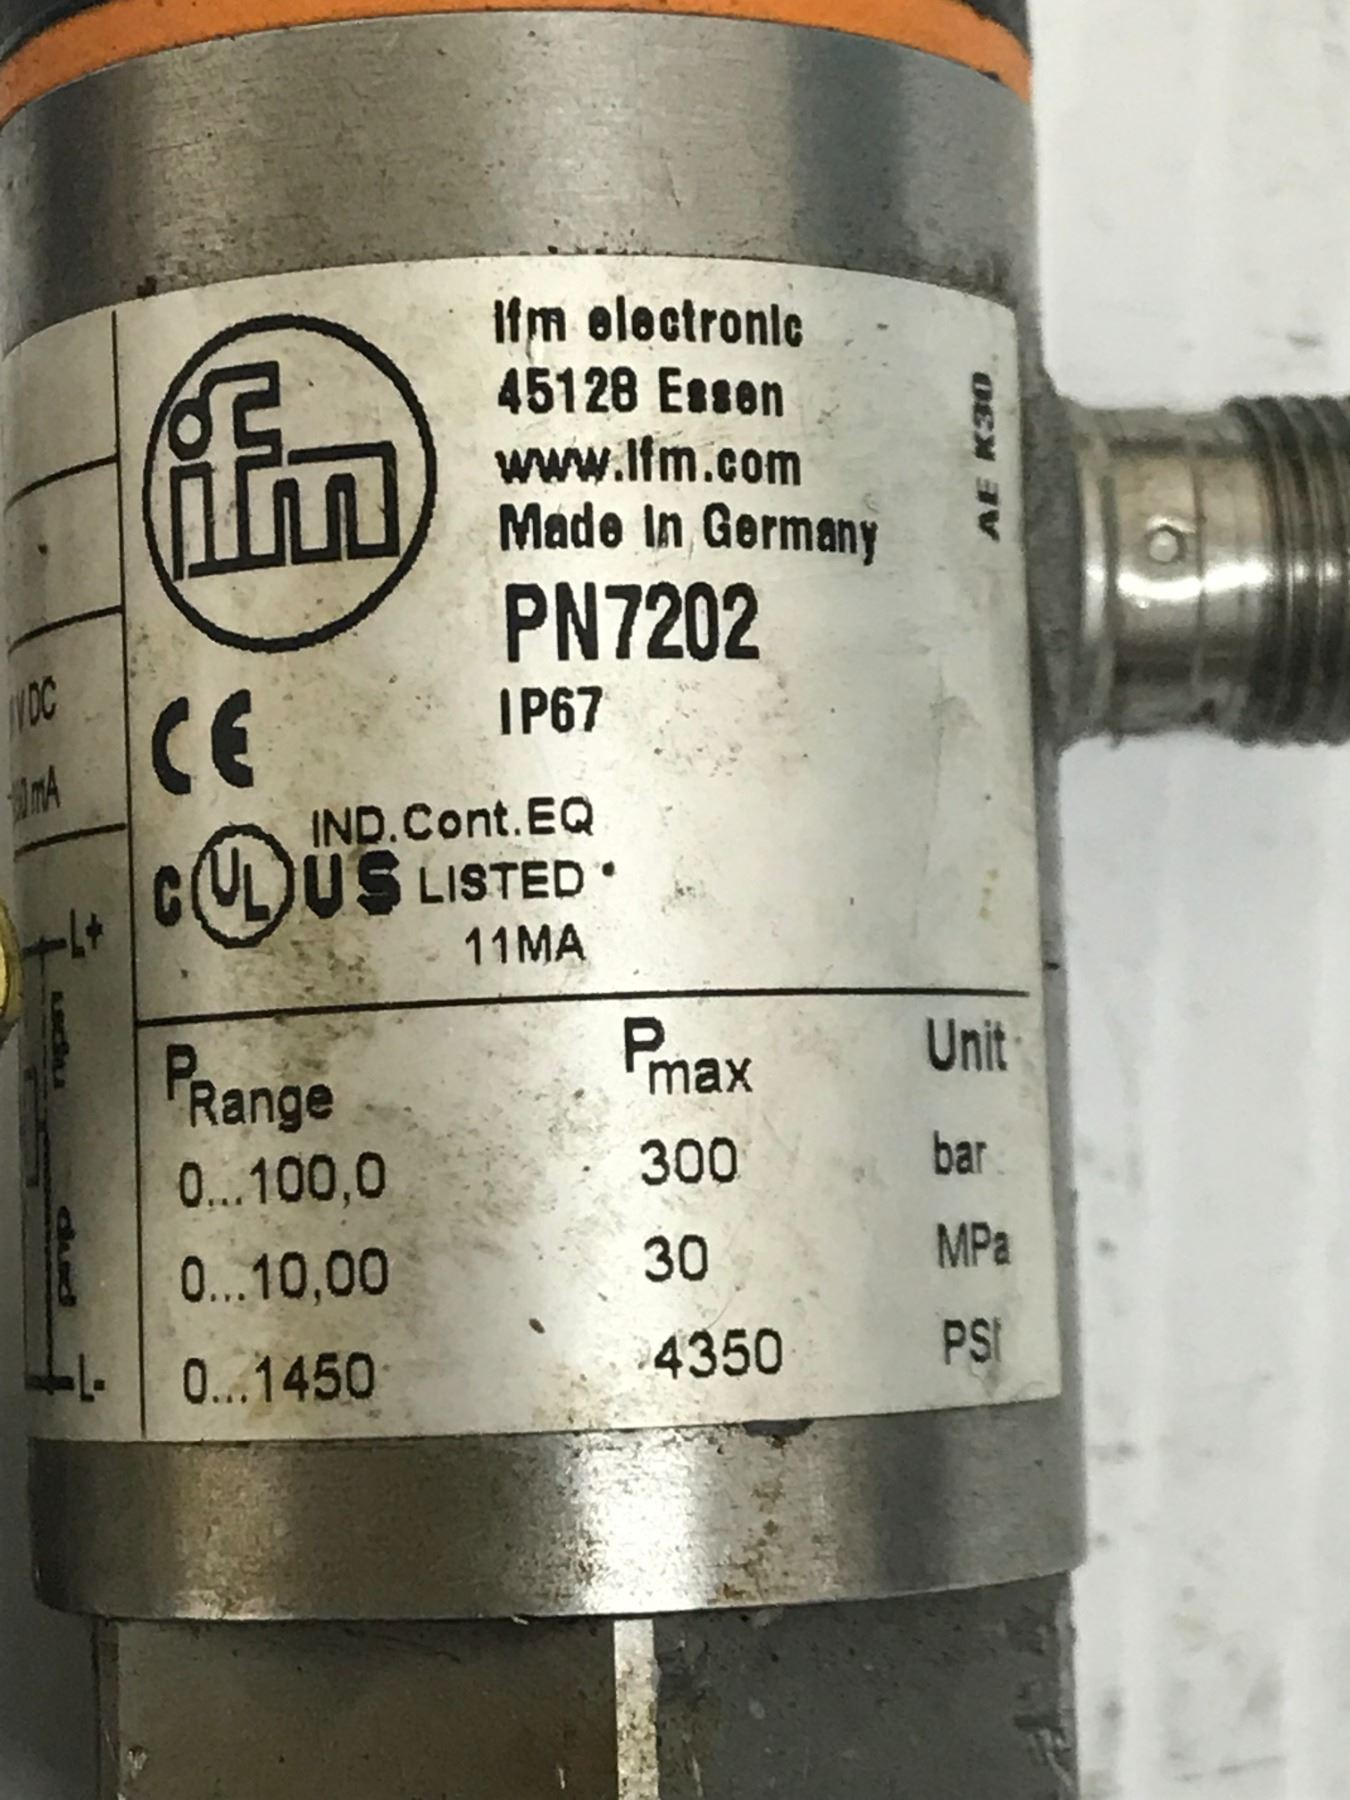 ifm
ifm electronic
45128 Essen
www.ifm.com
Made in Germany
AE K30
PN7202
IP67
CE
V DC
mA
IND.Cont.EQ
C UL US LISTED
11MA
L+
npn
pnp
L-
PRange Pmax Unit
0...100,0 300 bar
0...10,00 30 MPa
0...1450 4350 PSI